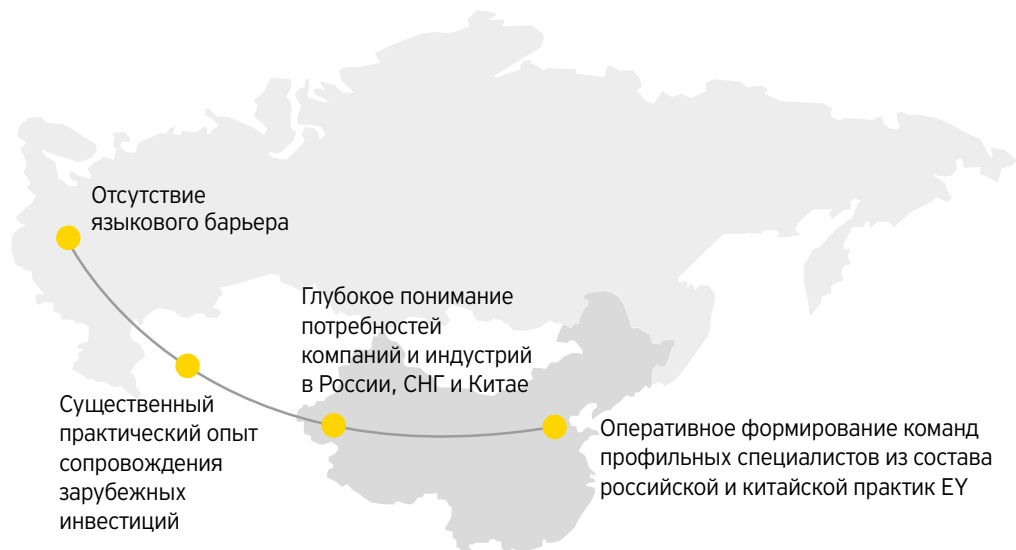 Отсутствие
языкового барьера
Глубокое понимание
потребностей
компаний и индустрий
в России, СНГ и Китае
Существенный
практический опыт
сопровождения
зарубежных
инвестиций
Оперативное формирование команд
профильных специалистов из состава
российской и китайской практик EY